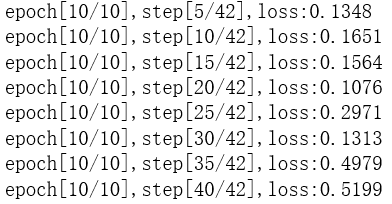 epoch[10/10],step[5/42],loss:0.1348
epoch[10/10],step[10/42],loss:0.1651
epoch[10/10],step[15/42],loss:0.1564
epoch[10/10],step[20/42],loss:0.1076
epoch[10/10],step[25/42],loss:0.2971
epoch[10/10],step[30/42],loss:0.1313
epoch[10/10],step[35/42],loss:0.4979
epoch[10/10],step[40/42],loss:0.5199